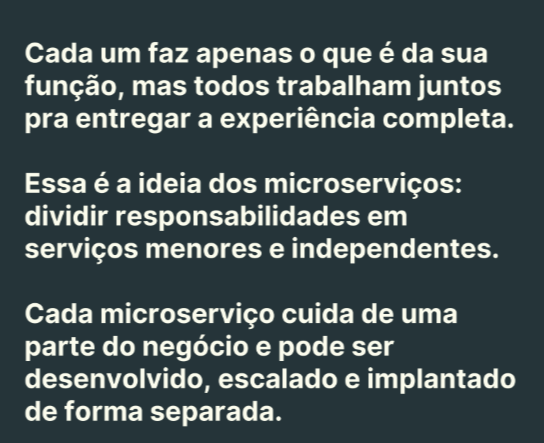 Cada um faz apenas o que é da sua
função, mas todos trabalham juntos
pra entregar a experiência completa.
Essa é a ideia dos microserviços:
dividir responsabilidades em
serviços menores e independentes.
Cada microserviço cuida de uma
parte do negócio e pode ser
desenvolvido, escalado e implantado
de forma separada.